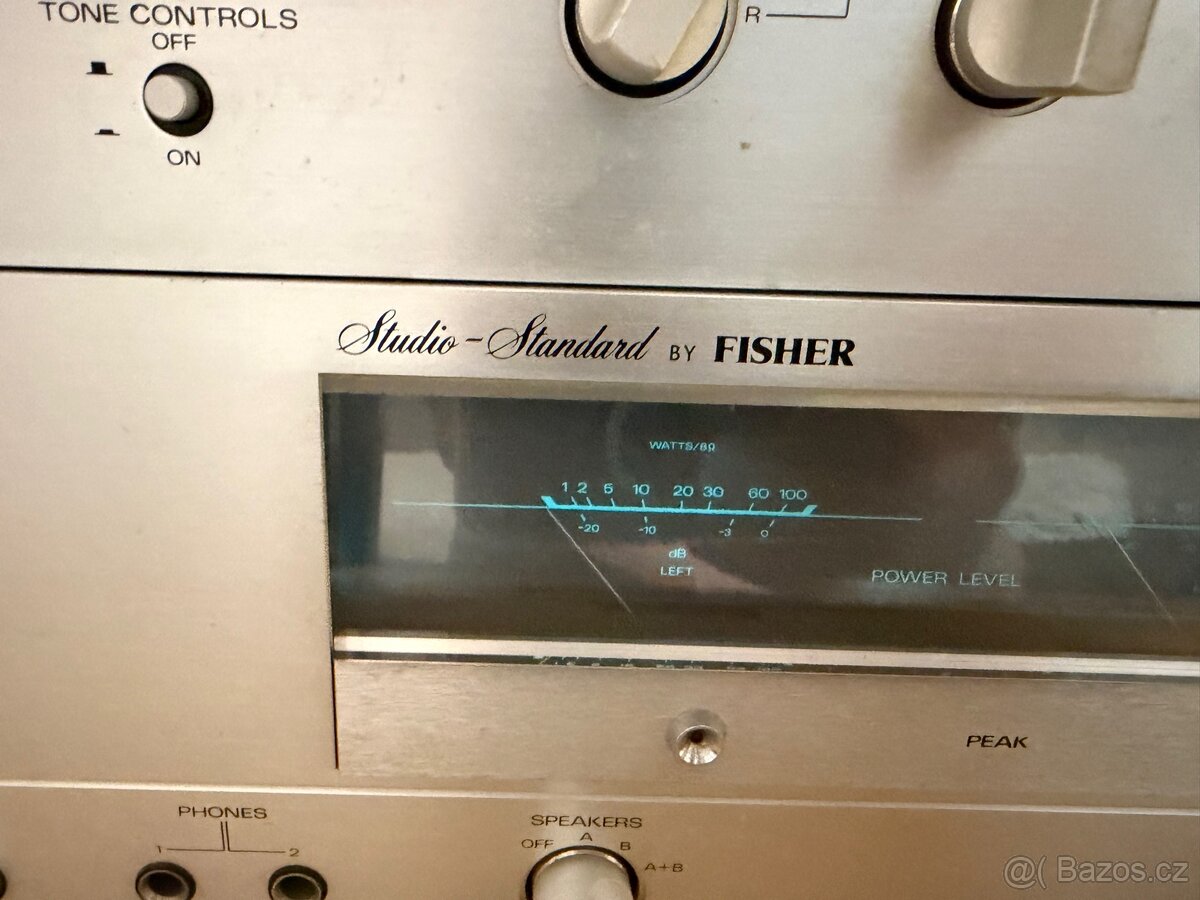 TONE CONTROLS
OFF
ON
R
Studio-Standard BY FISHER
WATTS/8Ω
1 2 5 10 20 30 60 100
-20 -10 -3 0
dB
LEFT
POWER LEVEL
PEAK
PHONES
1 2
SPEAKERS
OFF A B A+B
@( Bazos.cz